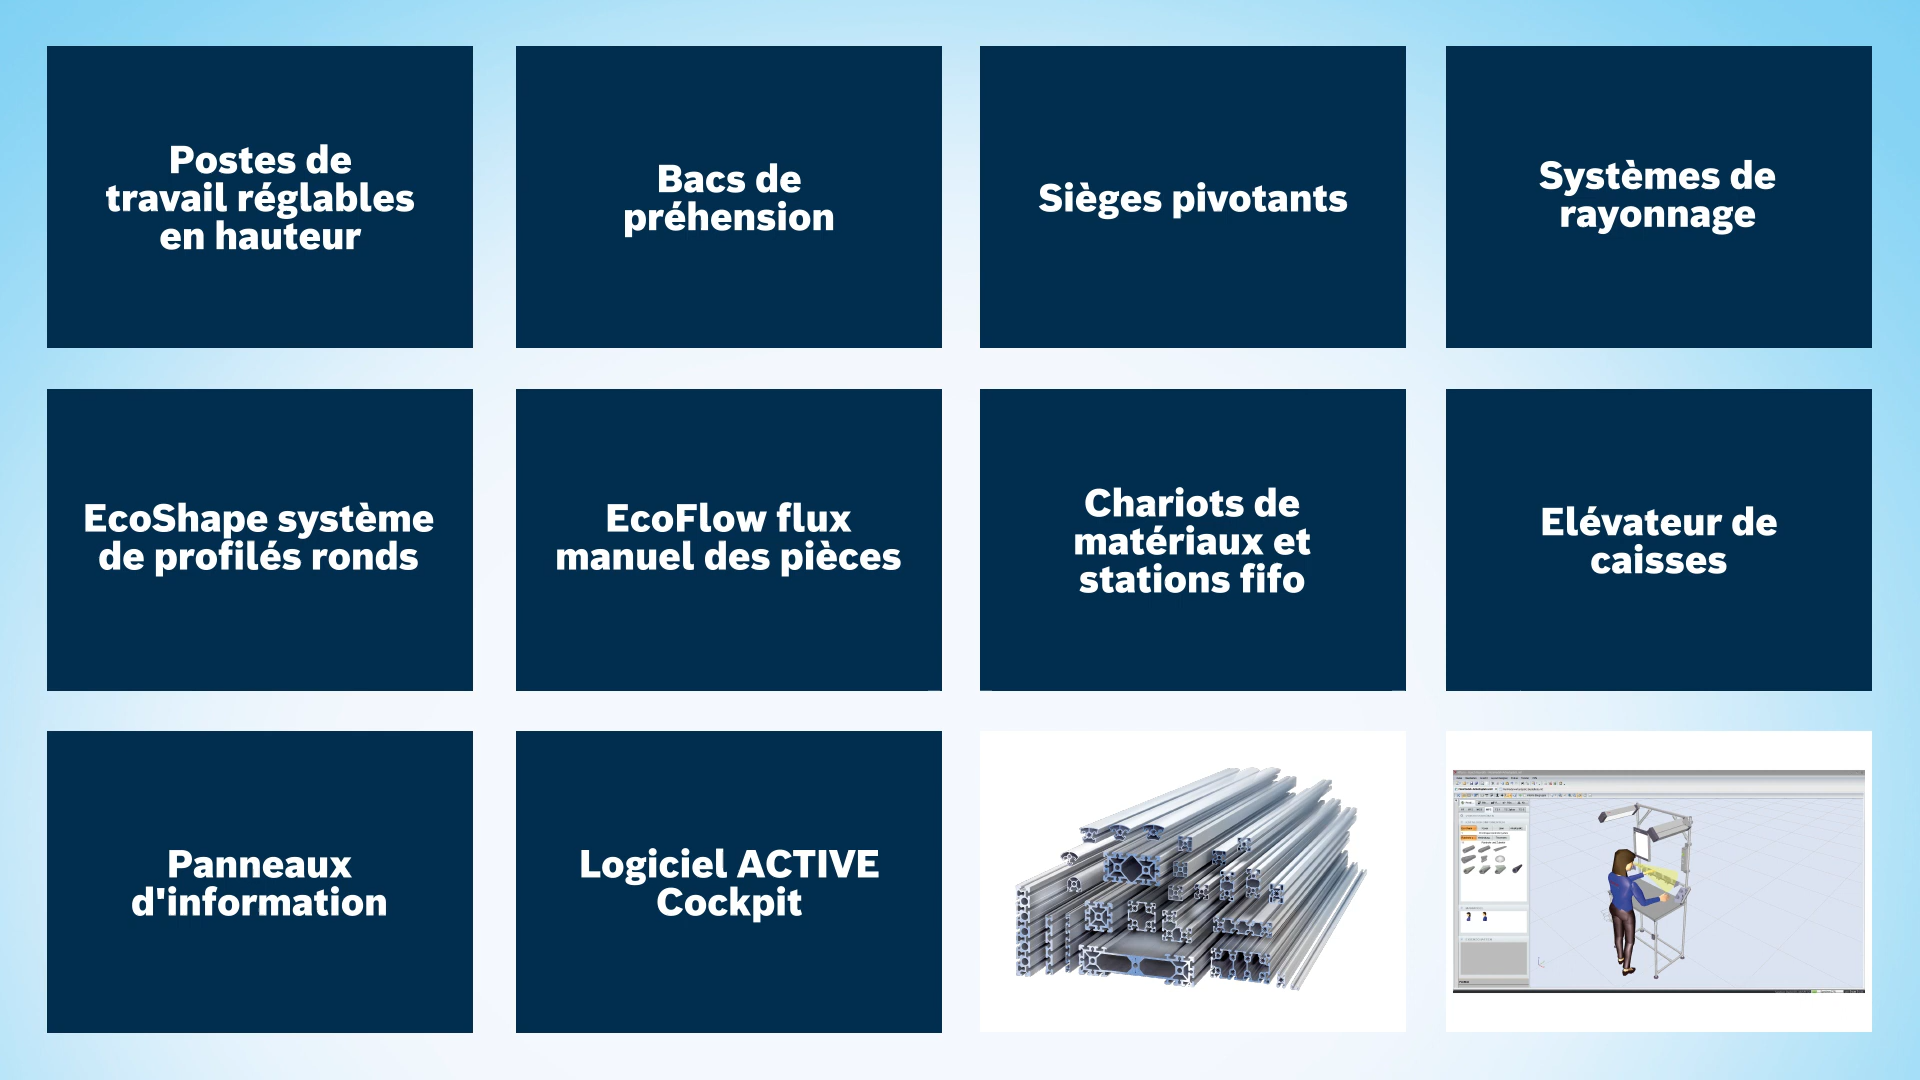 Postes de
travail réglables
en hauteur
Bacs de
préhension
Sièges pivotants
Systèmes de
rayonnage
EcoShape système
de profilés ronds
EcoFlow flux
manuel des pièces
Chariots de
matériaux et
stations fifo
Elévateur de
caisses
Panneaux
d'information
Logiciel ACTIVE
Cockpit